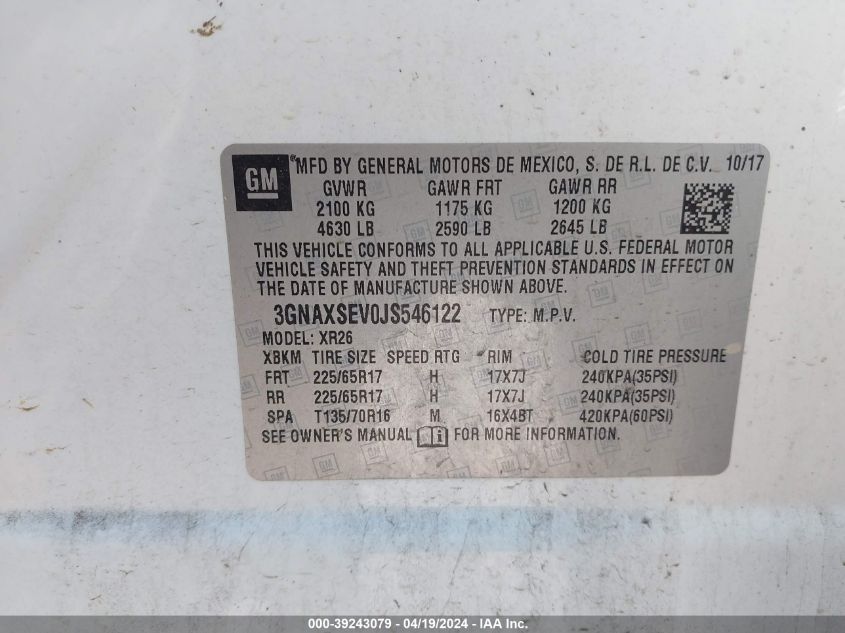 GM ®MFD BY GENERAL MOTORS DE MEXICO, S. DE R.L. DE C.V. 10/17
GVWR GAWR FRT GAWR RR
2100 KG 1175 KG 1200 KG
4630 LB 2590 LB 2645 LB
THIS VEHICLE CONFORMS TO ALL APPLICABLE U.S. FEDERAL MOTOR
VEHICLE SAFETY AND THEFT PREVENTION STANDARDS IN EFFECT ON
THE DATE OF MANUFACTURE SHOWN ABOVE.
3GNAXSEV0JS546122 TYPE: M.P.V.
MODEL: XR26
XBKM TIRE SIZE SPEED RTG RIM COLD TIRE PRESSURE
FRT 225/65R17 H 17X7J 240KPA(35PSI)
RR 225/65R17 H 17X7J 240KPA(35PSI)
SPA T135/70R16 M 16X4BT 420KPA(60PSI)
SEE OWNER'S MANUAL i FOR MORE INFORMATION.
000-39243079 - 04/19/2024 - IAA Inc.